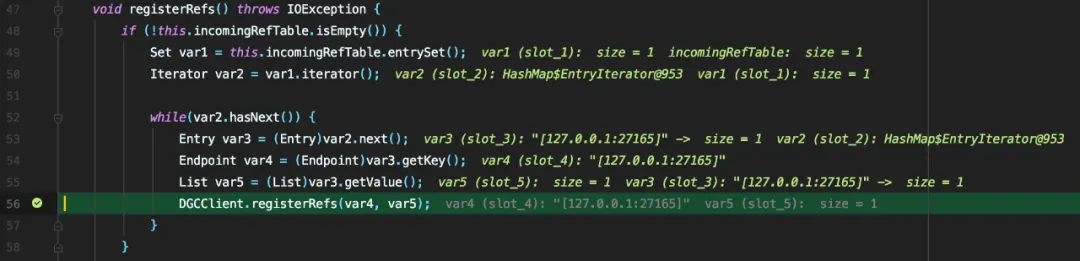 47 void registerRefs() throws IOException {
48 if (!this.incomingRefTable.isEmpty()) {
49 Set var1 = this.incomingRefTable.entrySet(); var1 (slot_1): size = 1 incomingRefTable: size = 1
50 Iterator var2 = var1.iterator(); var2 (slot_2): HashMap$EntryIterator@953 var1 (slot_1): size = 1
51
52 while(var2.hasNext()) {
53 Entry var3 = (Entry)var2.next(); var3 (slot_3): "[127.0.0.1:27165]" -> size = 1 var2 (slot_2): HashMap$EntryIterator@953
54 Endpoint var4 = (Endpoint)var3.getKey(); var4 (slot_4): "[127.0.0.1:27165]"
55 List var5 = (List)var3.getValue(); var5 (slot_5): size = 1 var3 (slot_3): "[127.0.0.1:27165]" -> size = 1
56 DGCClient.registerRefs(var4, var5); var4 (slot_4): "[127.0.0.1:27165]" var5 (slot_5): size = 1
57 }
58 }